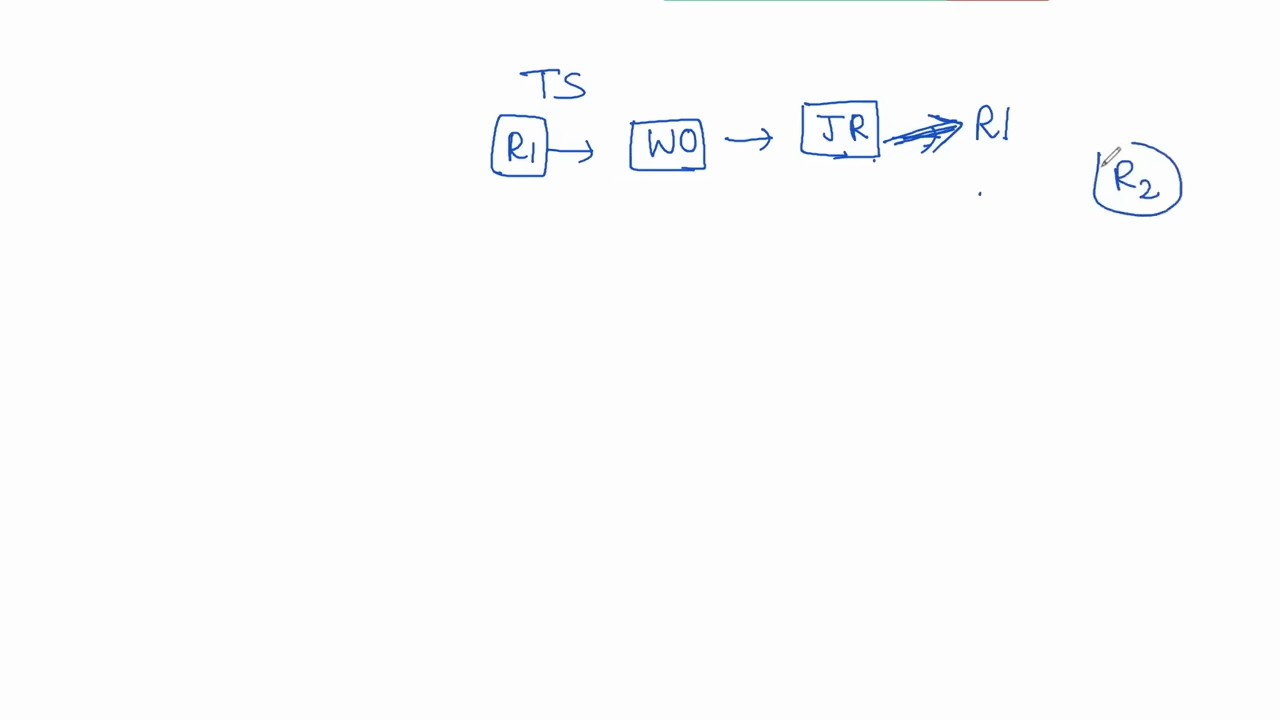 TS
R1 → WO → JR → R1
R2